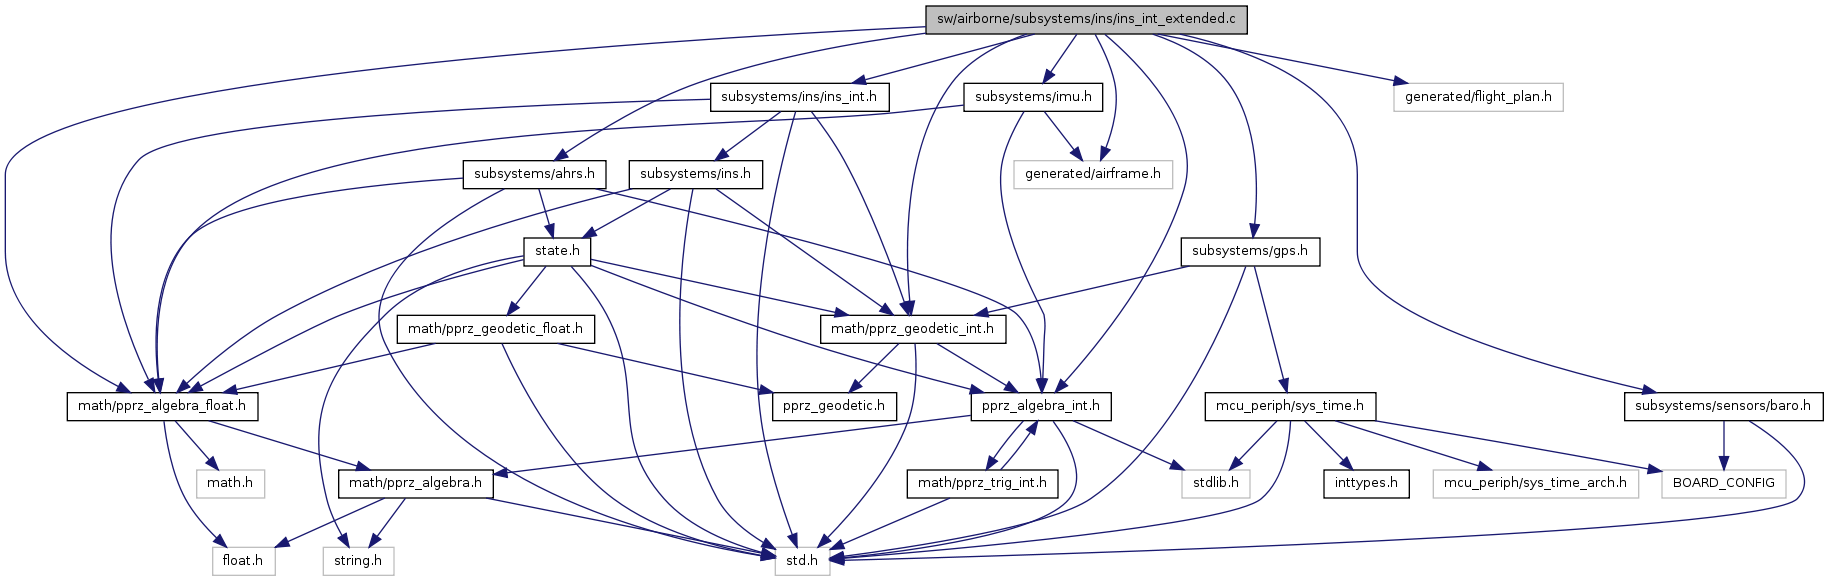 sw/airborne/subsystems/ins/ins_int_extended.c
subsystems/ins/ins_int.h
subsystems/imu.h
generated/flight_plan.h
subsystems/ahrs.h
subsystems/ins.h
generated/airframe.h
state.h
subsystems/gps.h
math/pprz_geodetic_float.h
math/pprz_geodetic_int.h
math/pprz_algebra_float.h
pprz_geodetic.h
pprz_algebra_int.h
mcu_periph/sys_time.h
subsystems/sensors/baro.h
math.h
math/pprz_algebra.h
math/pprz_trig_int.h
stdlib.h
inttypes.h
mcu_periph/sys_time_arch.h
BOARD_CONFIG
float.h
string.h
std.h